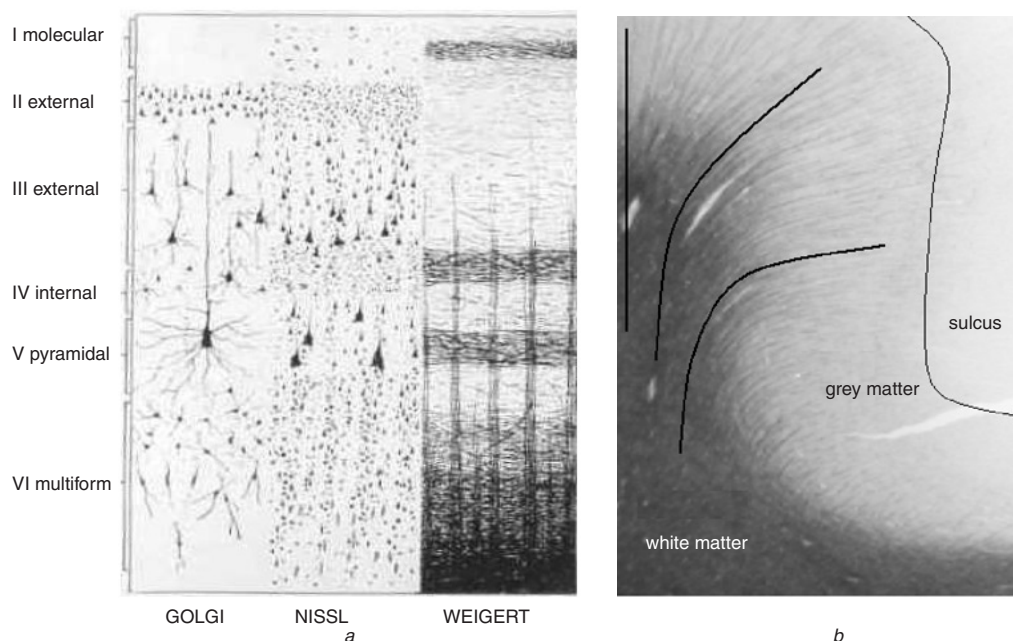 I molecular
II external
III external
IV internal
V pyramidal
VI multiform
GOLGI NISSL WEIGERT
a
sulcus
grey matter
white matter
b